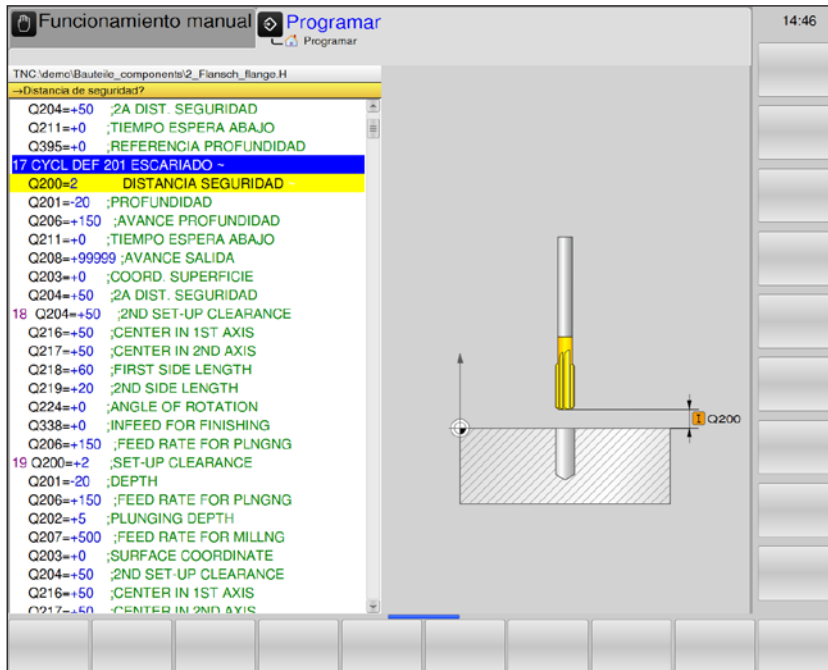 Funcionamiento manual
Programar
Programar
14:46
TNC:\demo\Bauteile_components\2_Flansch_flange.H
→Distancia de seguridad?
Q204=+50 ;2A DIST. SEGURIDAD
Q211=+0 ;TIEMPO ESPERA ABAJO
Q395=+0 ;REFERENCIA PROFUNDIDAD
17 CYCL DEF 201 ESCARIADO ~
Q200=2 DISTANCIA SEGURIDAD ~
Q201=-20 ;PROFUNDIDAD
Q206=+150 ;AVANCE PROFUNDIDAD
Q211=+0 ;TIEMPO ESPERA ABAJO
Q208=+99999 ;AVANCE SALIDA
Q203=+0 ;COORD. SUPERFICIE
Q204=+50 ;2A DIST. SEGURIDAD
18 Q204=+50 ;2ND SET-UP CLEARANCE
Q216=+50 ;CENTER IN 1ST AXIS
Q217=+50 ;CENTER IN 2ND AXIS
Q218=+60 ;FIRST SIDE LENGTH
Q219=+20 ;2ND SIDE LENGTH
Q224=+0 ;ANGLE OF ROTATION
Q338=+0 ;INFEED FOR FINISHING
Q206=+150 ;FEED RATE FOR PLNGNG
19 Q200=+2 ;SET-UP CLEARANCE
Q201=-20 ;DEPTH
Q206=+150 ;FEED RATE FOR PLNGNG
Q202=+5 ;PLUNGING DEPTH
Q207=+500 ;FEED RATE FOR MILLNG
Q203=+0 ;SURFACE COORDINATE
Q204=+50 ;2ND SET-UP CLEARANCE
Q216=+50 ;CENTER IN 1ST AXIS
Q217=+50 ;CENTER IN 2ND AXIS
I Q200